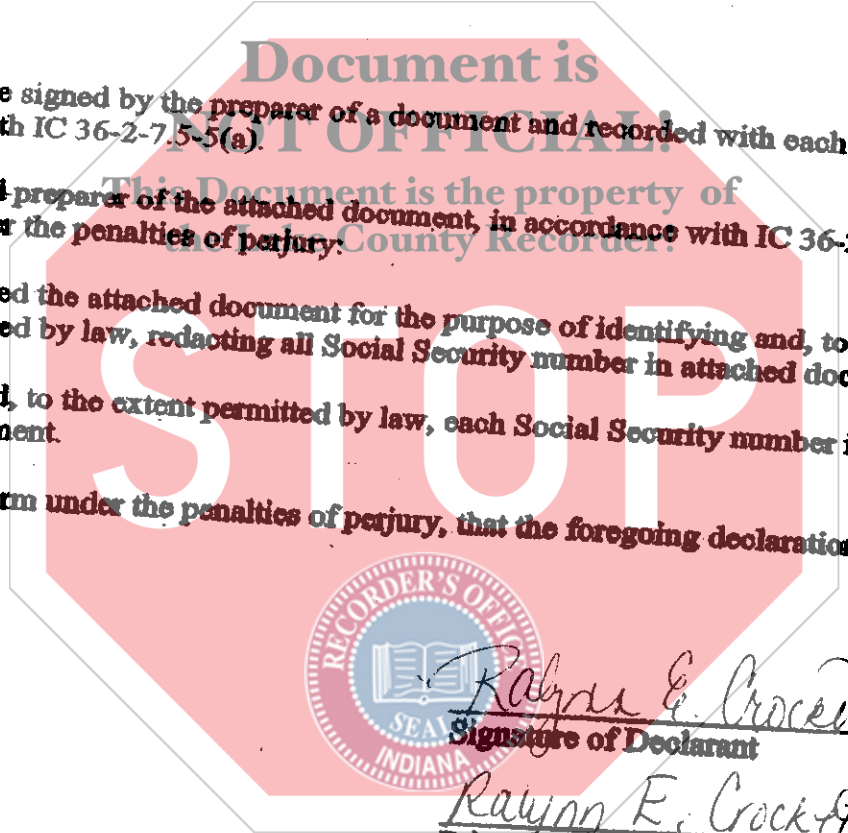 Document is
e signed by the preparer of a document and recorded with each
NOT OFFICIAL!
th IC 36-2-7.5-5(a).
This Document is the property of
preparer of the attached document, in accordance with IC 36-
the Lake County Recorder!
r the penalties of perjury:
ed the attached document for the purpose of identifying and, to
ed by law, redacting all Social Security number in attached doc
STOP
d, to the extent permitted by law, each Social Security number i
ment.
rm under the penalties of perjury, that the foregoing declaration
RECORDER'S OFFICE
SEAL
INDIANA
Ralynn E.
Signature of Declarant
Ralynn E.